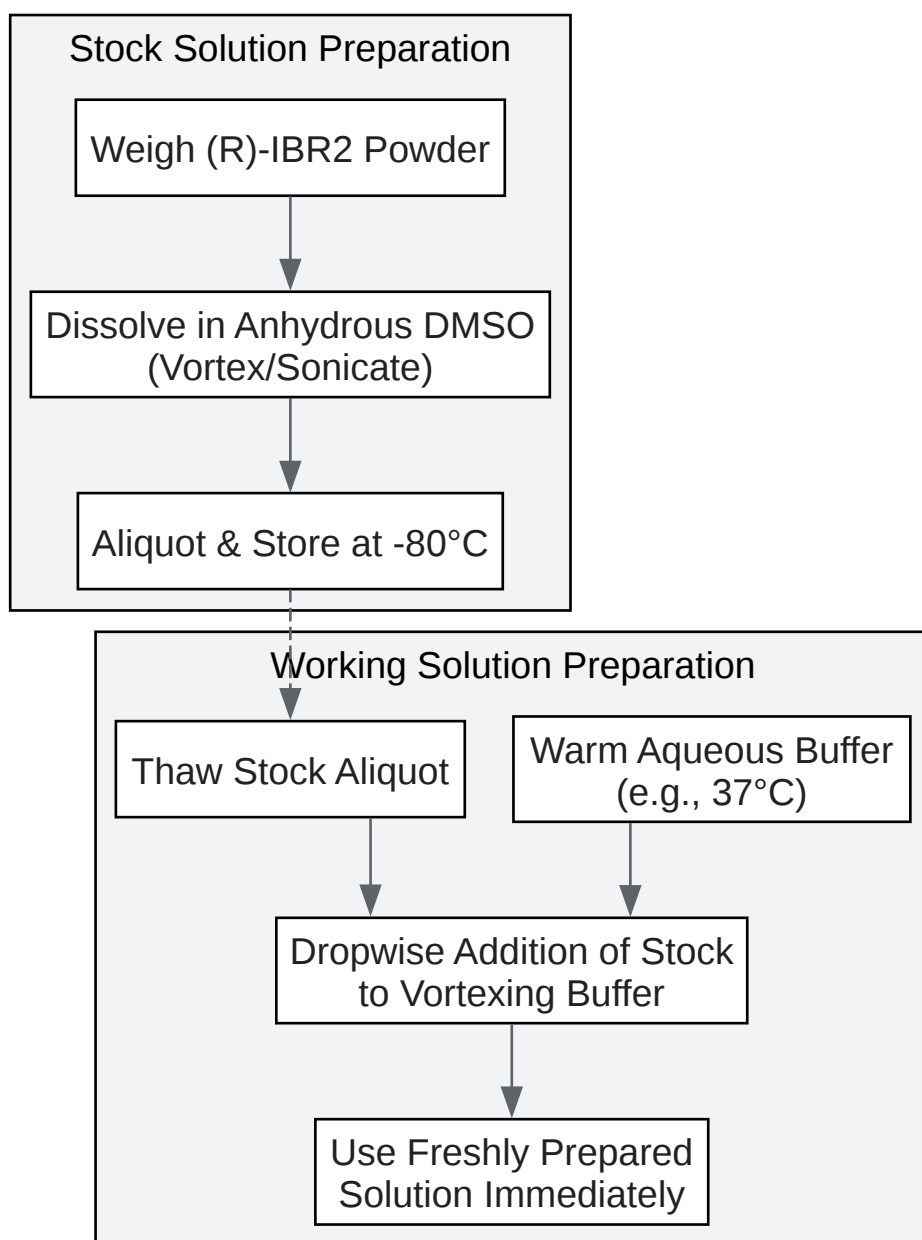 Stock Solution Preparation
Weigh (R)-IBR2 Powder
Dissolve in Anhydrous DMSO
(Vortex/Sonicate)
Aliquot & Store at -80°C
Working Solution Preparation
Thaw Stock Aliquot
Warm Aqueous Buffer
(e.g., 37°C)
Dropwise Addition of Stock
to Vortexing Buffer
Use Freshly Prepared
Solution Immediately